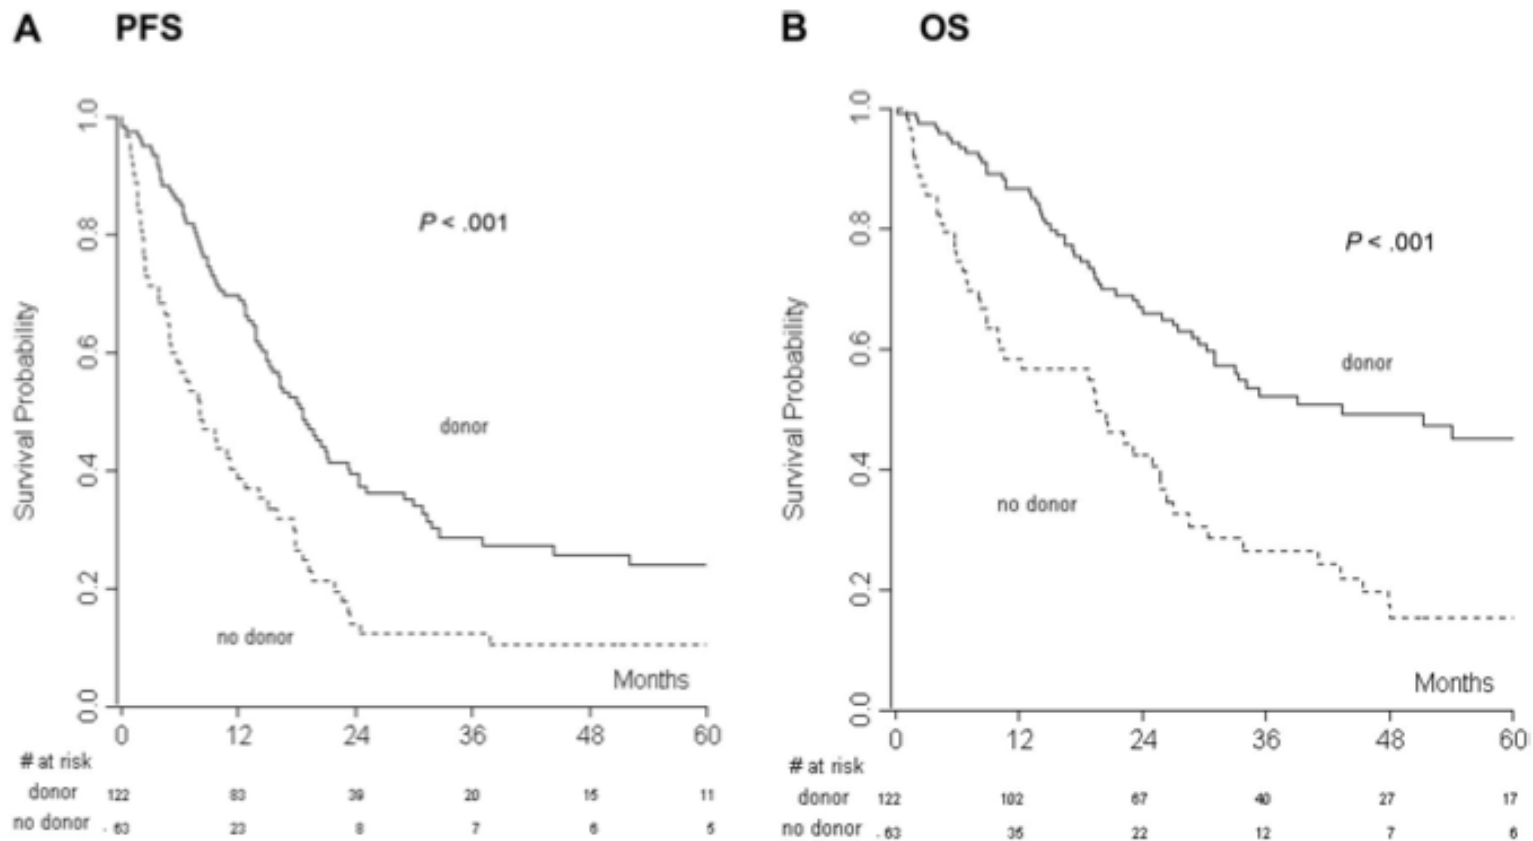 A PFS
1.0
0.8
0.6
0.4
0.2
0.0
Survival Probability
P < .001
donor
no donor
Months
0 12 24 36 48 60
# at risk
donor 122 83 39 20 15 11
no donor 63 23 8 7 6 5
B OS
1.0
0.8
0.6
0.4
0.2
0.0
Survival Probability
P < .001
donor
no donor
Months
0 12 24 36 48 60
# at risk
donor 122 102 67 40 27 17
no donor 63 35 22 12 7 6